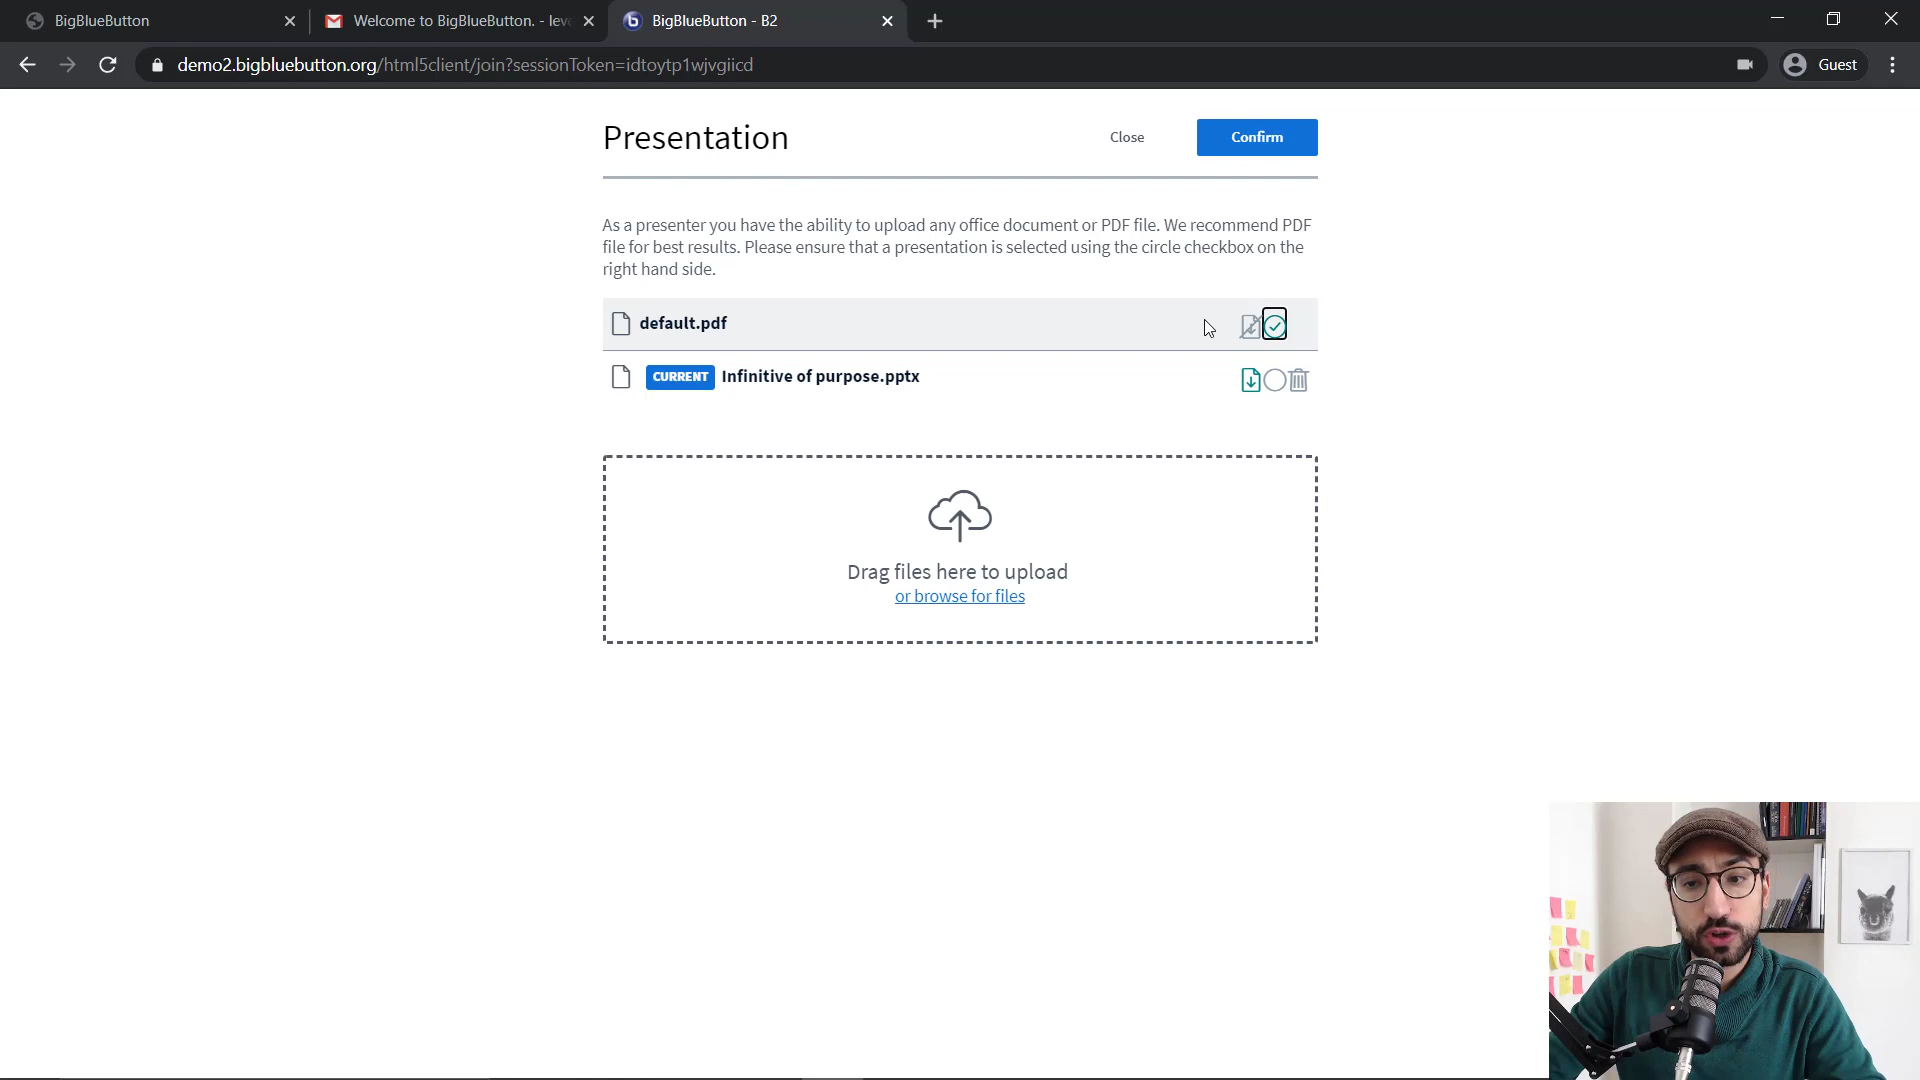 BigBlueButton
Welcome to BigBlueButton. - lev
BigBlueButton - B2
demo2.bigbluebutton.org/html5client/join?sessionToken=idtoytp1wjvgiicd
Guest
Presentation
Close
Confirm
As a presenter you have the ability to upload any office document or PDF file. We recommend PDF
file for best results. Please ensure that a presentation is selected using the circle checkbox on the
right hand side.
default.pdf
CURRENT Infinitive of purpose.pptx
Drag files here to upload
or browse for files